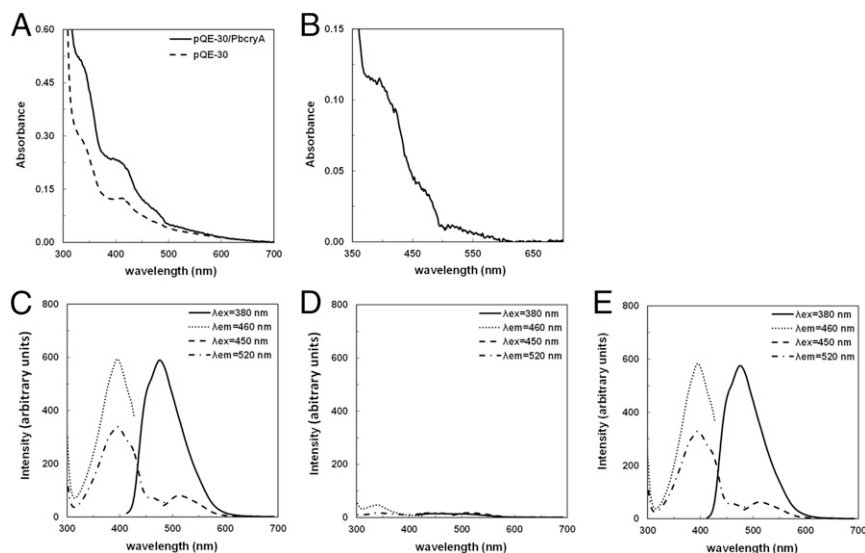 A
Absorbance
0.60
0.45
0.30
0.15
0.00
300
400
500
600
700
wavelength (nm)
pQE-30/PbcryA
pQE-30
B
Absorbance
0.15
0.10
0.05
0.00
350
450
550
650
wavelength (nm)
C
Intensity (arbitrary units)
800
600
400
200
0
300
400
500
600
700
wavelength (nm)
λex=380 nm
λem=460 nm
λex=450 nm
λem=520 nm
D
Intensity (abitrary units)
800
600
400
200
0
300
400
500
600
700
wavelength (nm)
λex=380 nm
λem=460 nm
λex=450 nm
λem=520 nm
E
Intensity (arbitrary units)
800
600
400
200
0
300
400
500
600
700
wavelength (nm)
λex=380 nm
λem=460 nm
λex=450 nm
λem=520 nm